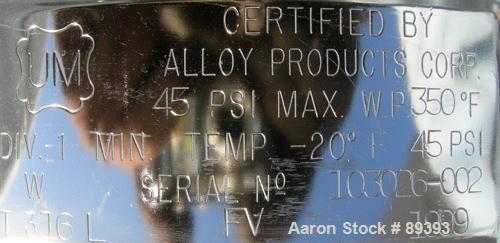 CERTIFIED BY
UM
ALLOY PRODUCTS CORP.
45 PSI MAX. W.P. 350°F
DIV.-1 MIN. TEMP. -20° F 45 PSI
W SERIAL Nº 103026-002
T 316 L FV 1999
Aaron Stock # 89393